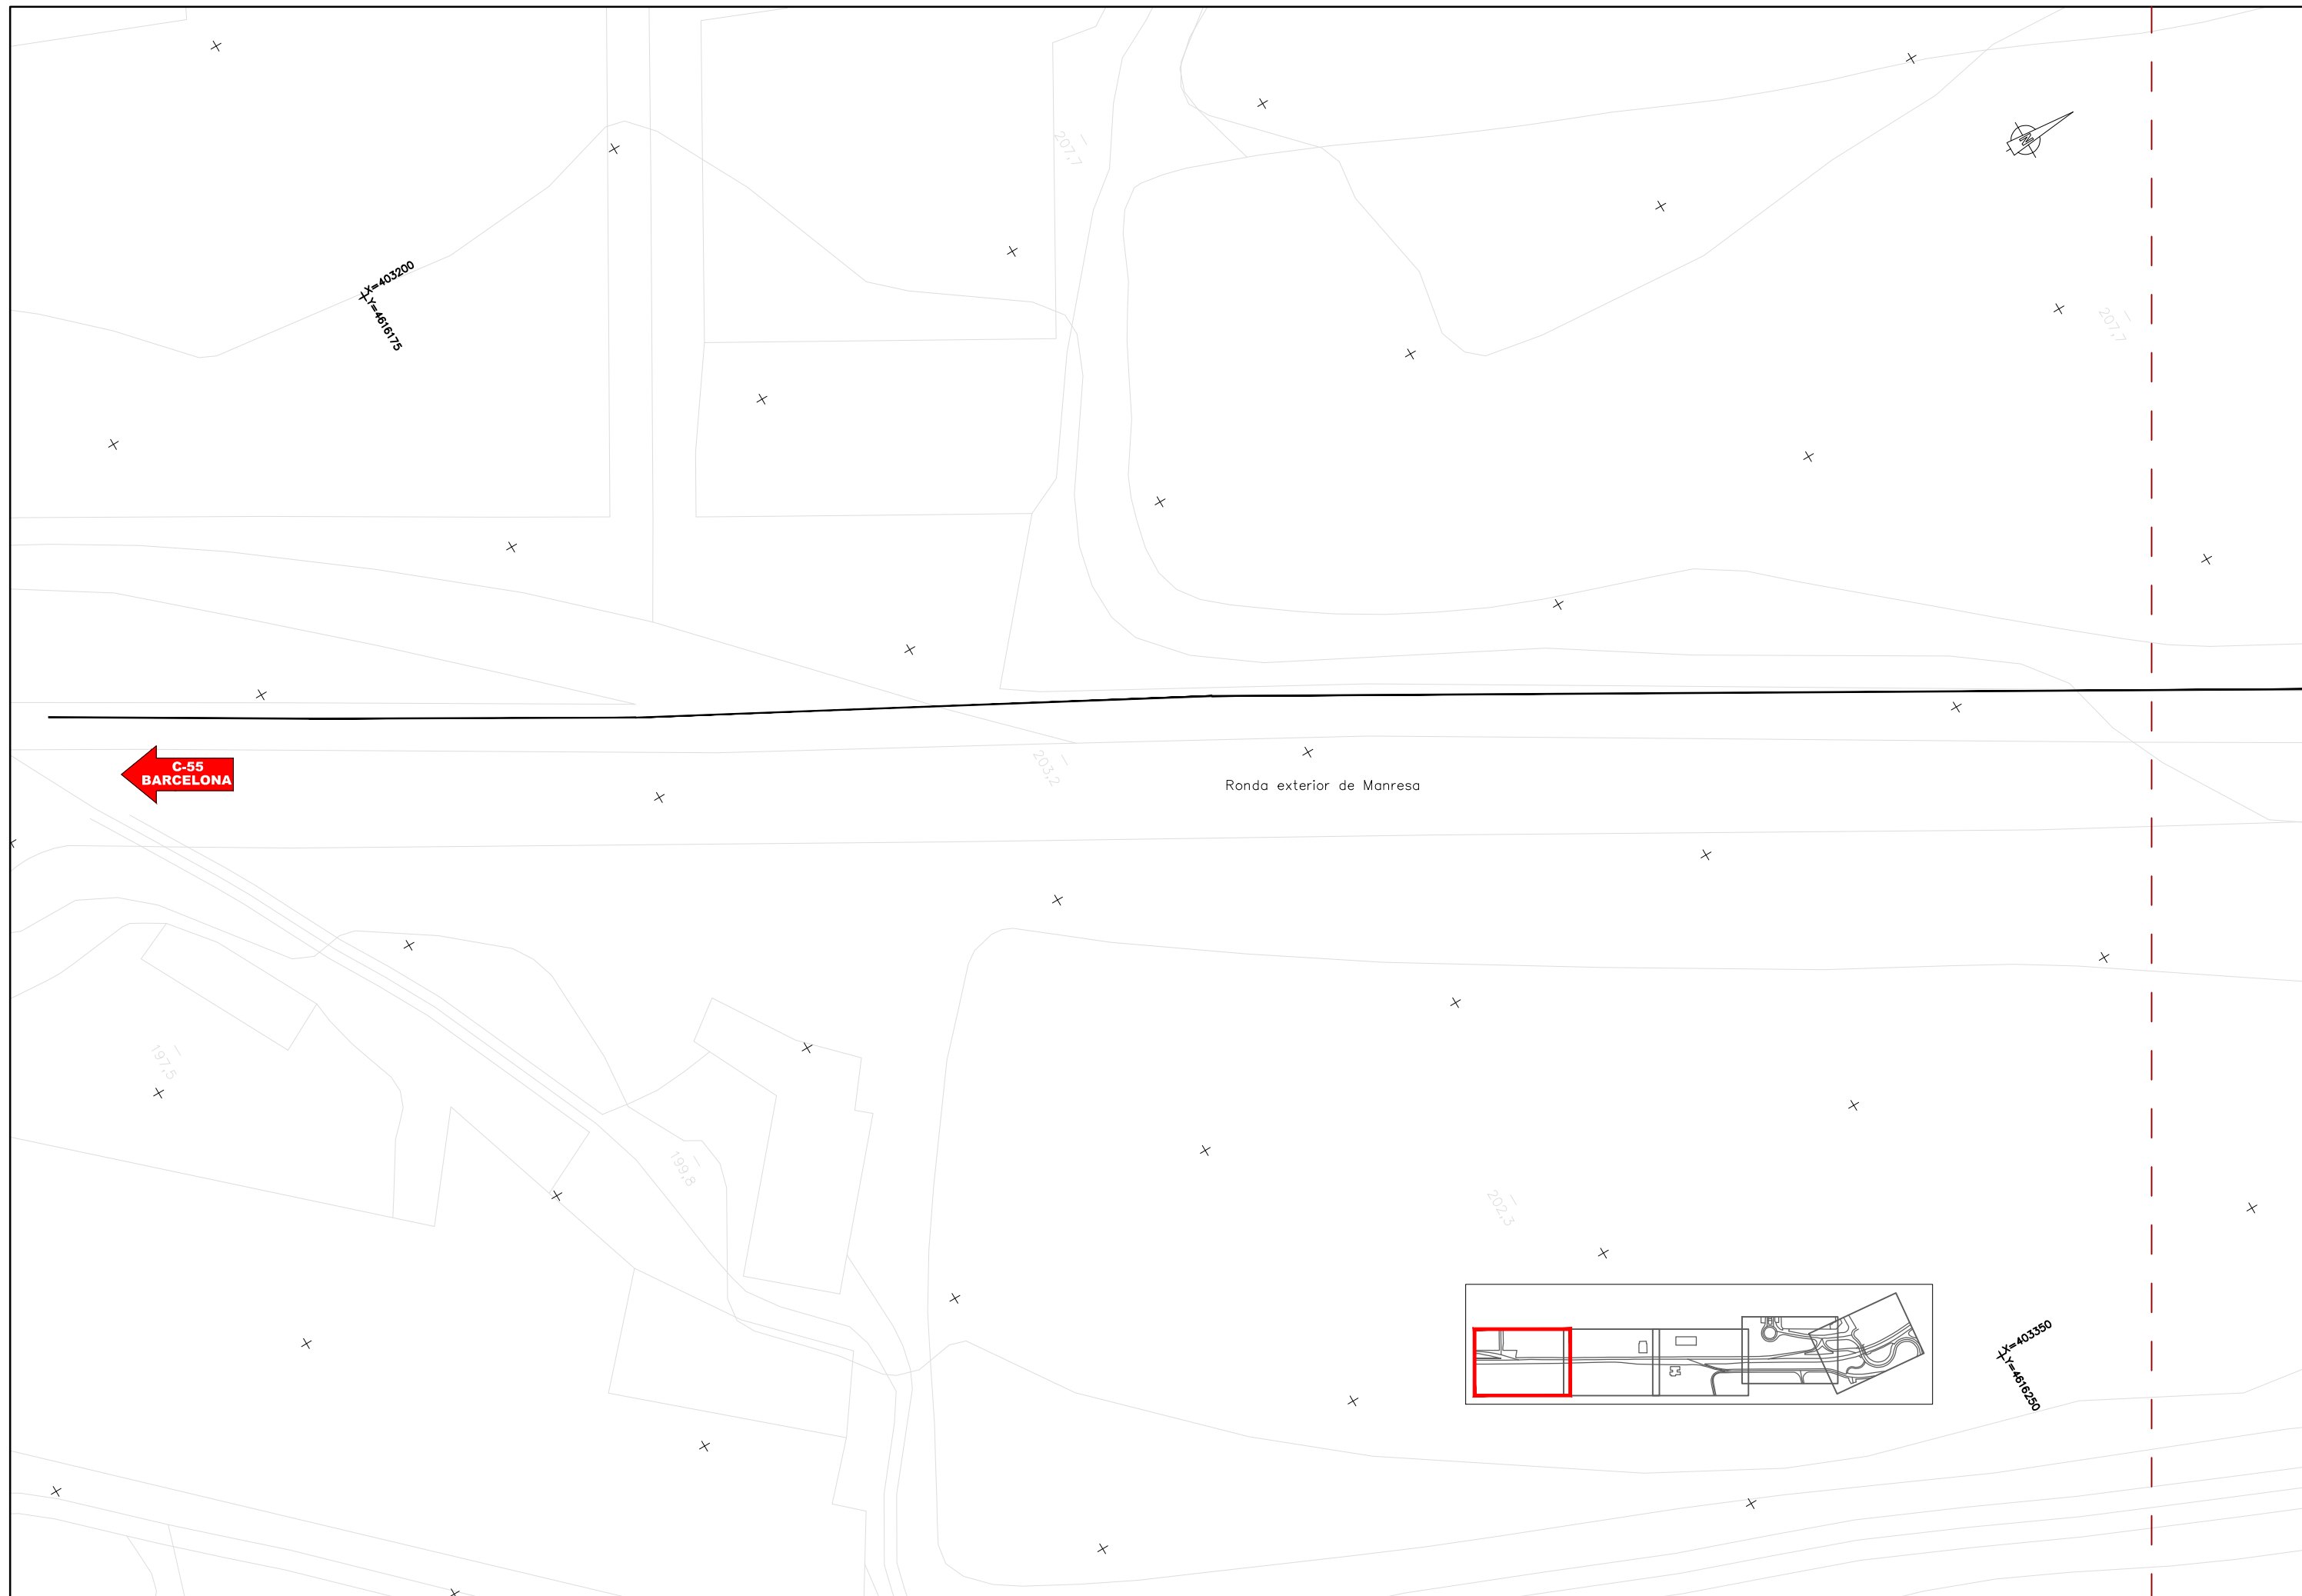 207,7
X=403200
Y=4616175
207,7
C-55
BARCELONA
203,2
Ronda exterior de Manresa
197,5
199,8
202,3
X=403350
Y=4616250